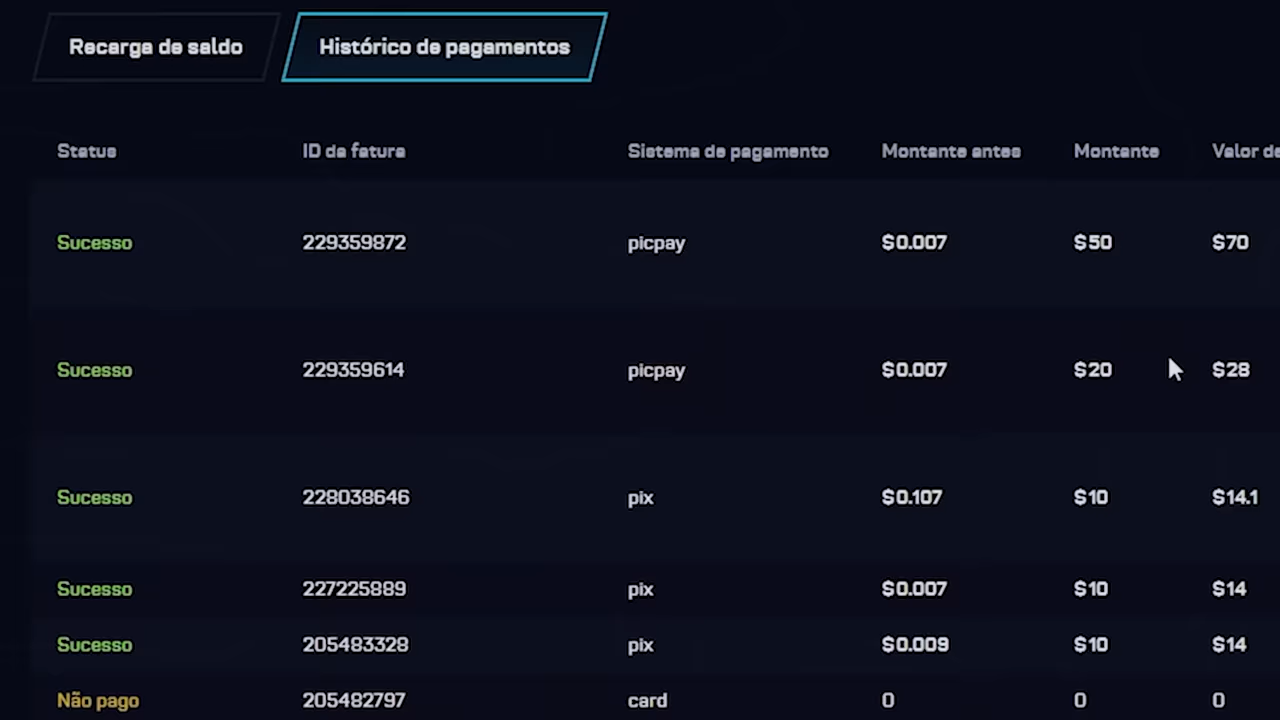 Recarga de saldo Histórico de pagamentos
Status ID da fatura Sistema de pagamento Montante antes Montante Valor de
Sucesso 229359872 picpay $0.007 $50 $70
Sucesso 229359614 picpay $0.007 $20 $28
Sucesso 228038646 pix $0.107 $10 $14.1
Sucesso 227225889 pix $0.007 $10 $14
Sucesso 205483328 pix $0.009 $10 $14
Não pago 205482797 card 0 0 0